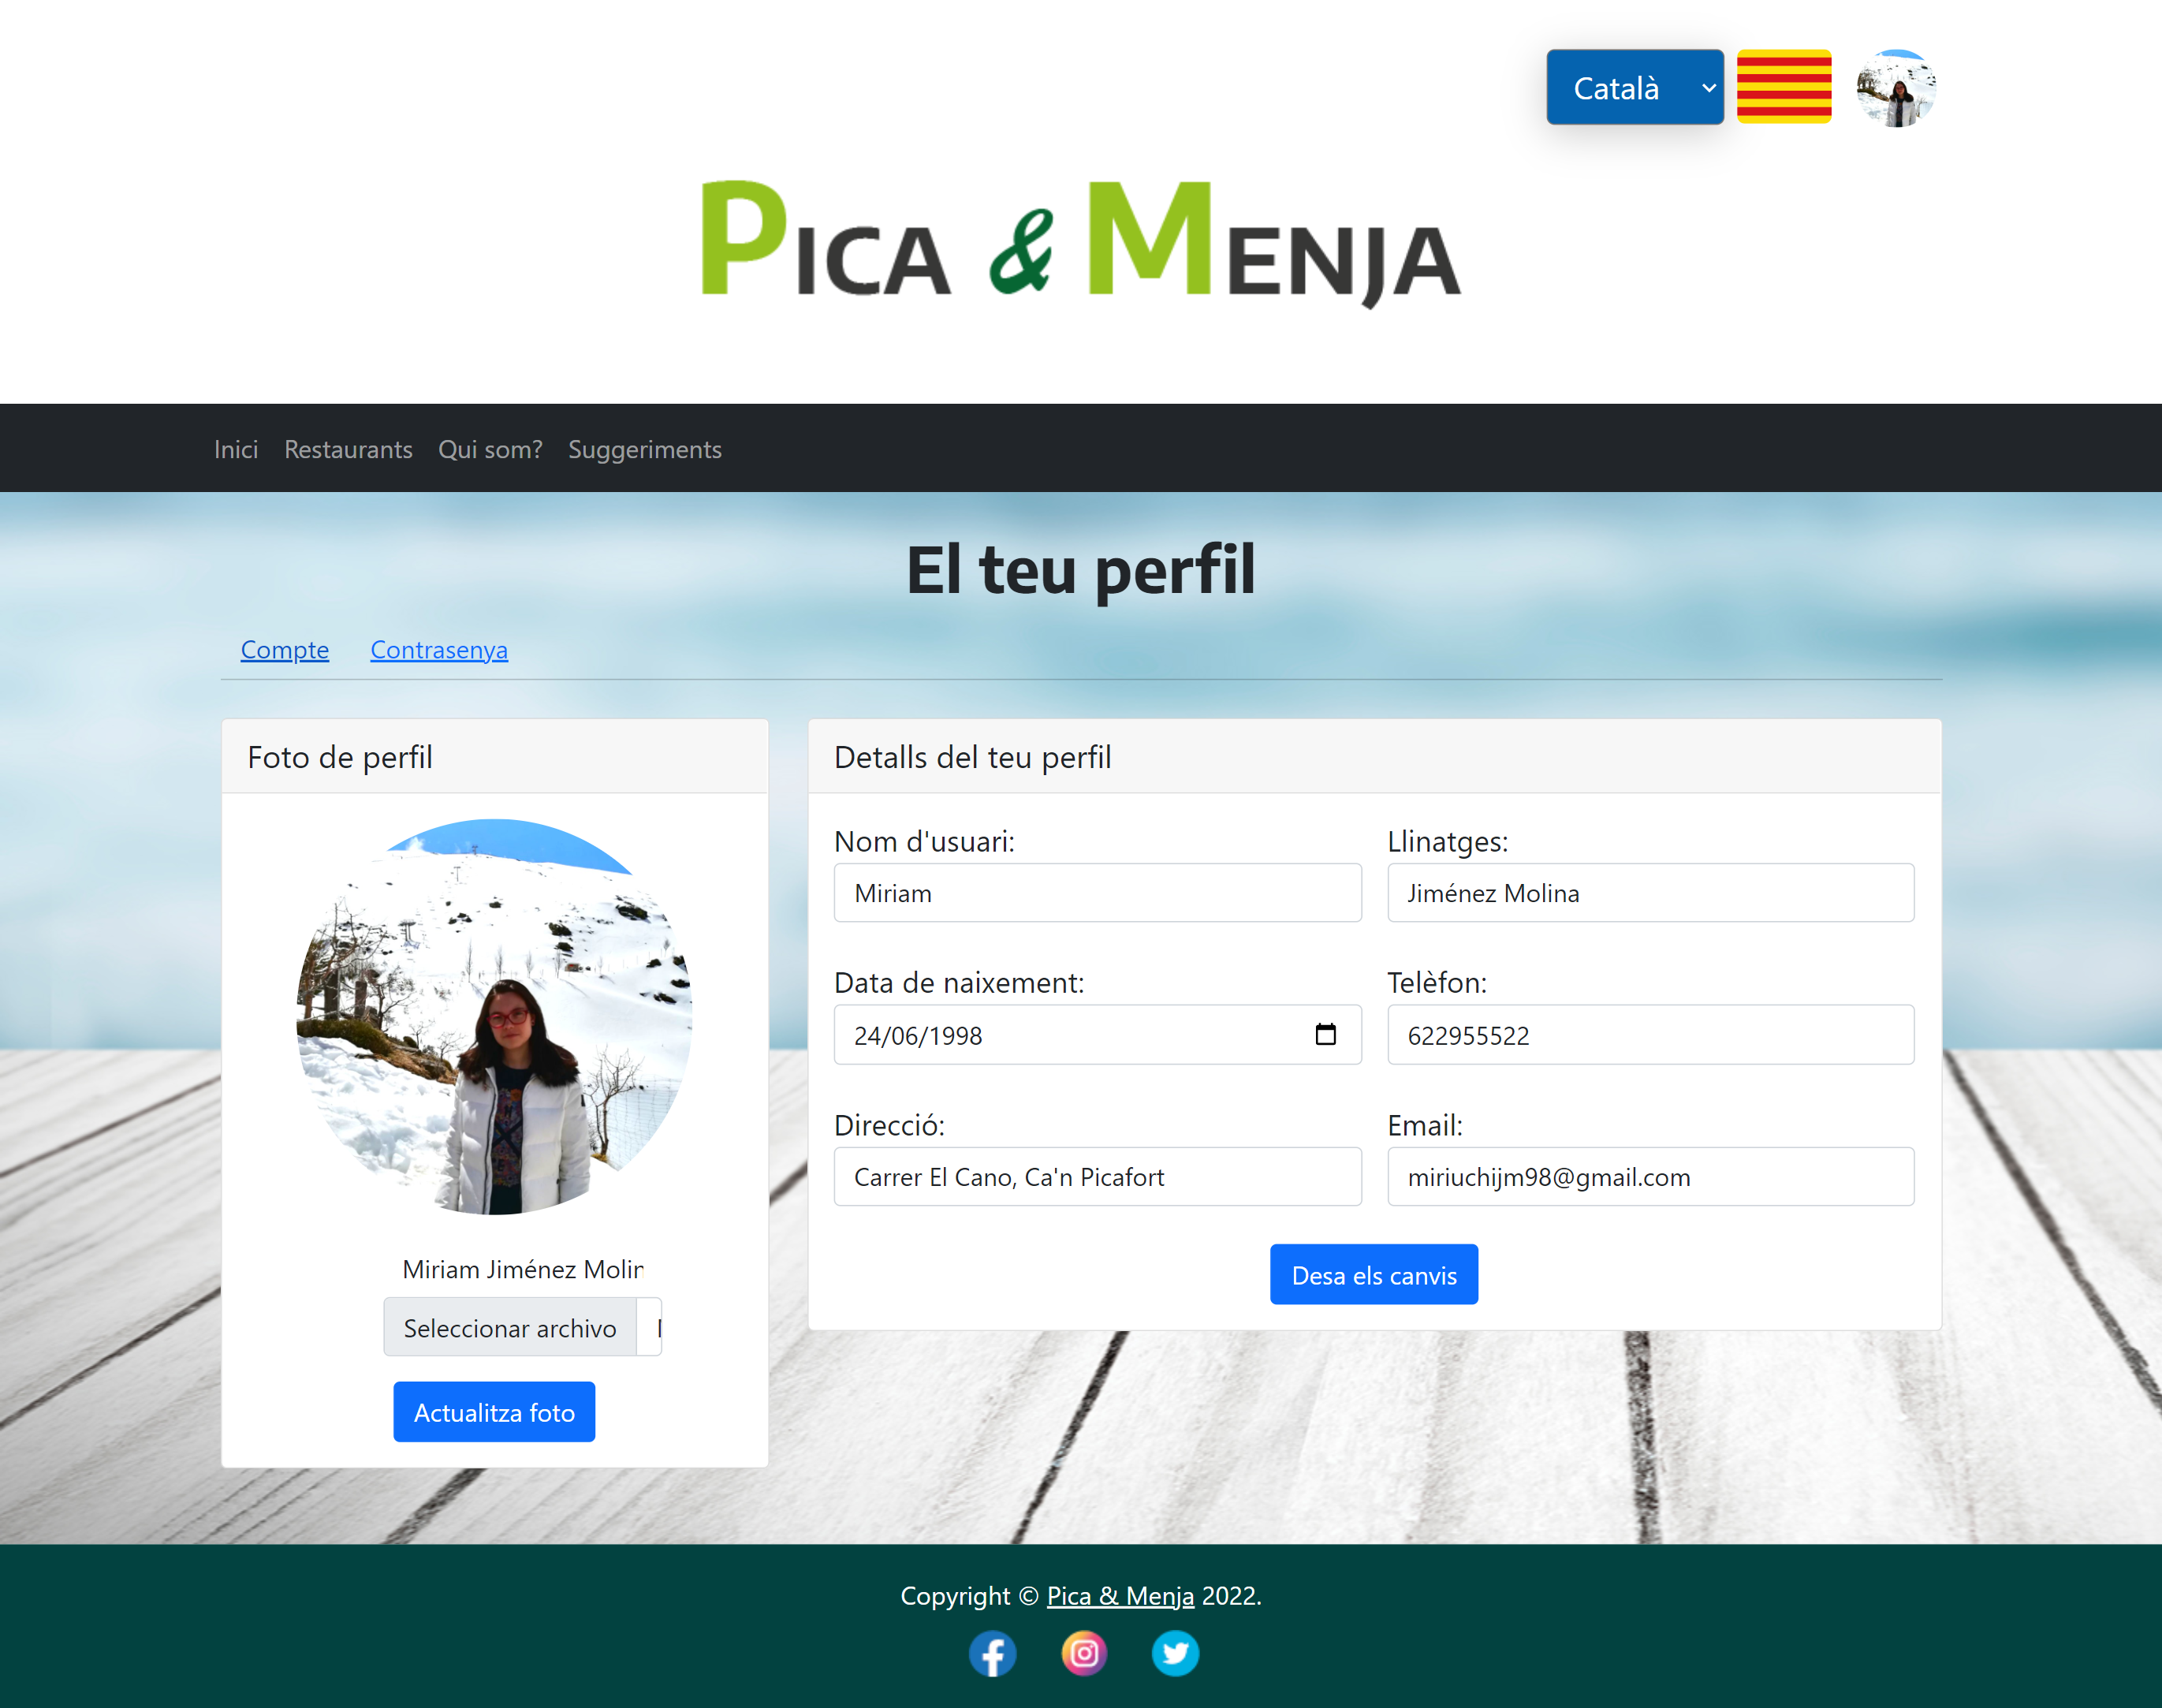 Català
PICA & MENJA
Inici Restaurants Qui som? Suggeriments
El teu perfil
Compte Contrasenya
Foto de perfil
Miriam Jiménez Molin
Seleccionar archivo
Actualitza foto
Detalls del teu perfil
Nom d'usuari: Llinatges:
Miriam Jiménez Molina
Data de naixement: Telèfon:
24/06/1998 622955522
Direcció: Email:
Carrer El Cano, Ca'n Picafort miriuchijm98@gmail.com
Desa els canvis
Copyright © Pica & Menja 2022.